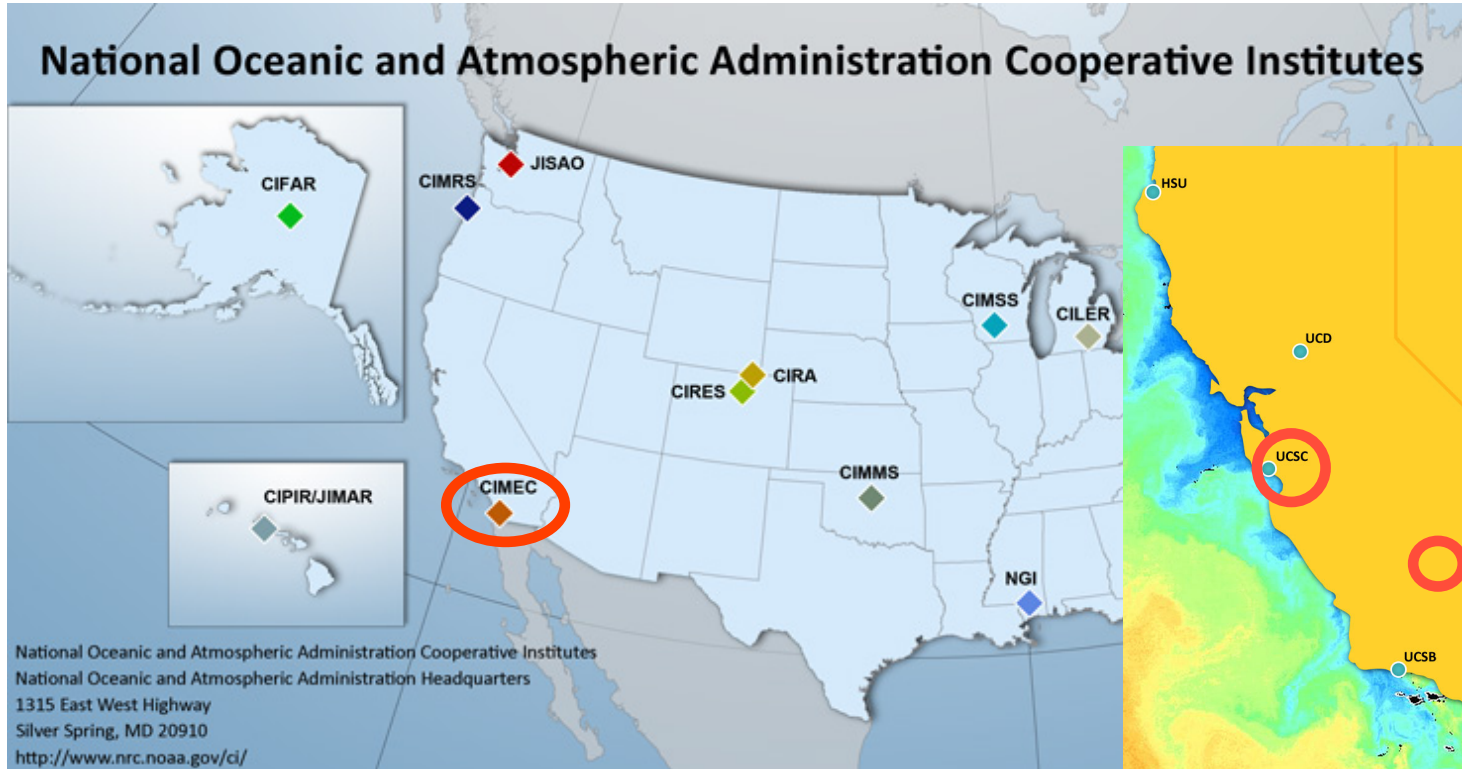 National Oceanic and Atmospheric Administration Cooperative Institutes
CIFAR
CIMRS
JISAO
CIMSS
CILER
CIRA
CIRES
CIMEC
CIMMS
CIPIR/JIMAR
NGI
HSU
UCD
UCSC
UCSB
National Oceanic and Atmospheric Administration Cooperative Institutes
National Oceanic and Atmospheric Administration Headquarters
1315 East West Highway
Silver Spring, MD 20910
http://www.nrc.noaa.gov/ci/